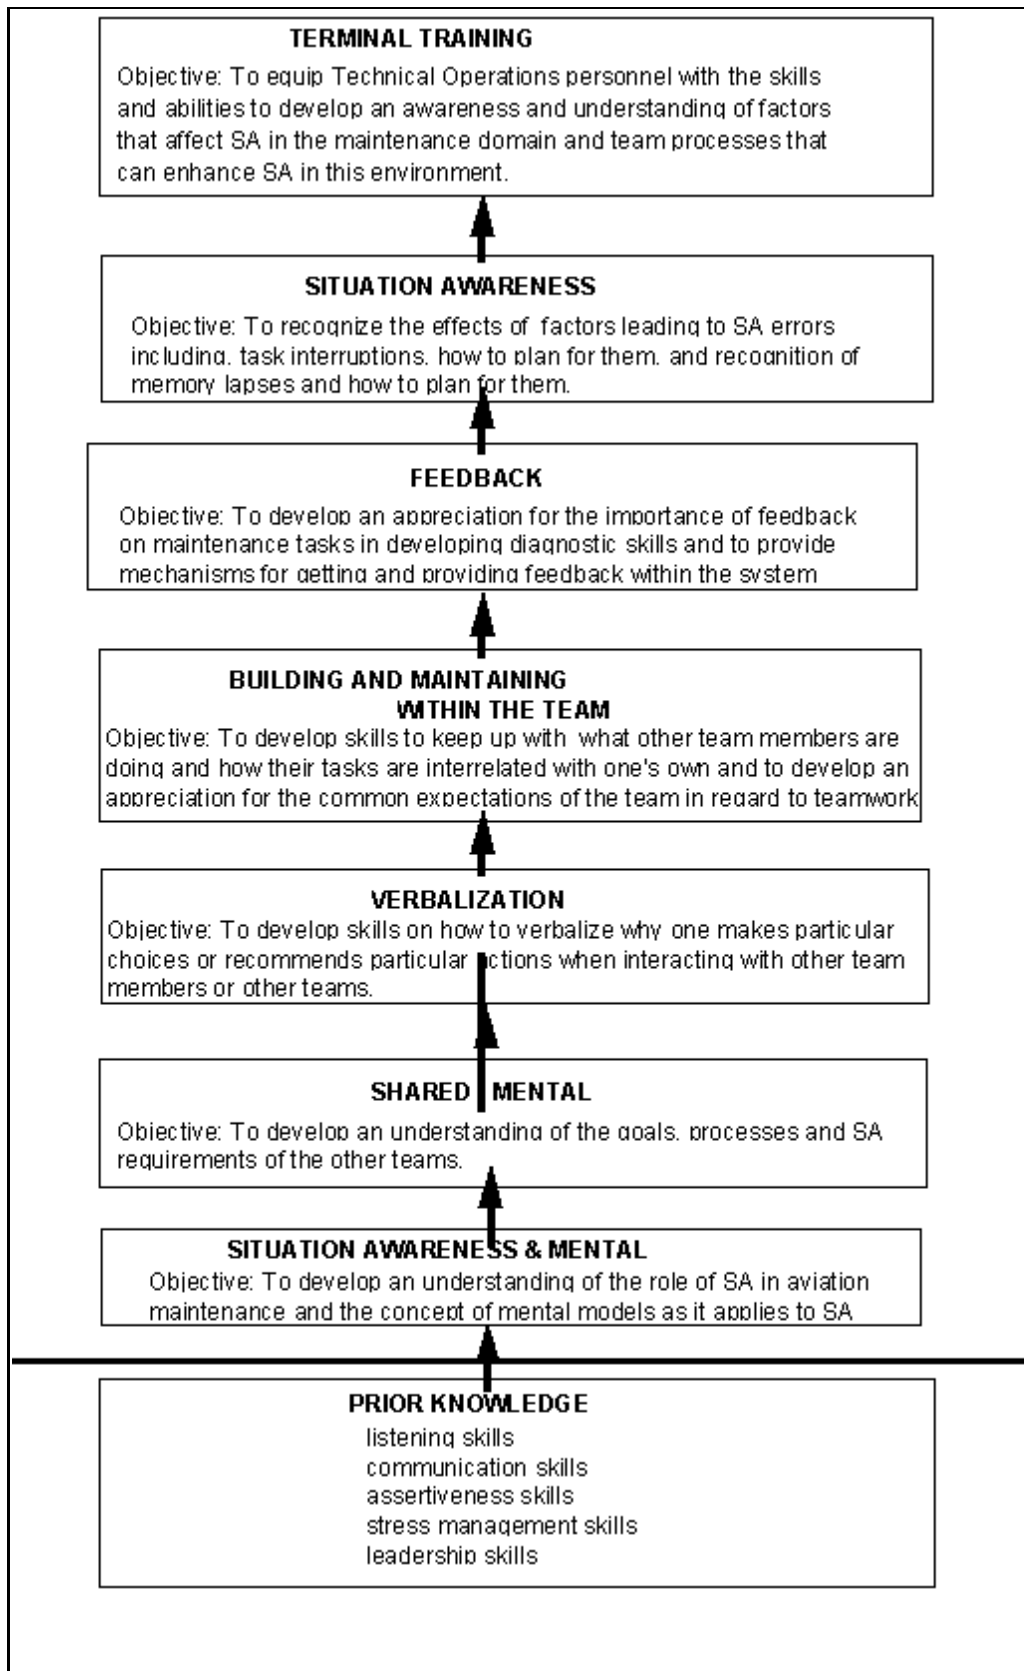 TERMINAL TRAINING
Objective: To equip Technical Operations personnel with the skills
and abilities to develop an awareness and understanding of factors
that affect SA in the maintenance domain and team processes that
can enhance SA in this environment.
SITUATION AWARENESS
Objective: To recognize the effects of factors leading to SA errors
including, task interruptions, how to plan for them, and recognition of
memory lapses and how to plan for them.
FEEDBACK
Objective: To develop an appreciation for the importance of feedback
on maintenance tasks in developing diagnostic skills and to provide
mechanisms for getting and providing feedback within the system
BUILDING AND MAINTAINING
WITHIN THE TEAM
Objective: To develop skills to keep up with what other team members are
doing and how their tasks are interrelated with one's own and to develop an
appreciation for the common expectations of the team in regard to teamwork
VERBALIZATION
Objective: To develop skills on how to verbalize why one makes particular
choices or recommends particular actions when interacting with other team
members or other teams.
SHARED MENTAL
Objective: To develop an understanding of the goals, processes and SA
requirements of the other teams.
SITUATION AWARENESS & MENTAL
Objective: To develop an understanding of the role of SA in aviation
maintenance and the concept of mental models as it applies to SA
PRIOR KNOWLEDGE
listening skills
communication skills
assertiveness skills
stress management skills
leadership skills